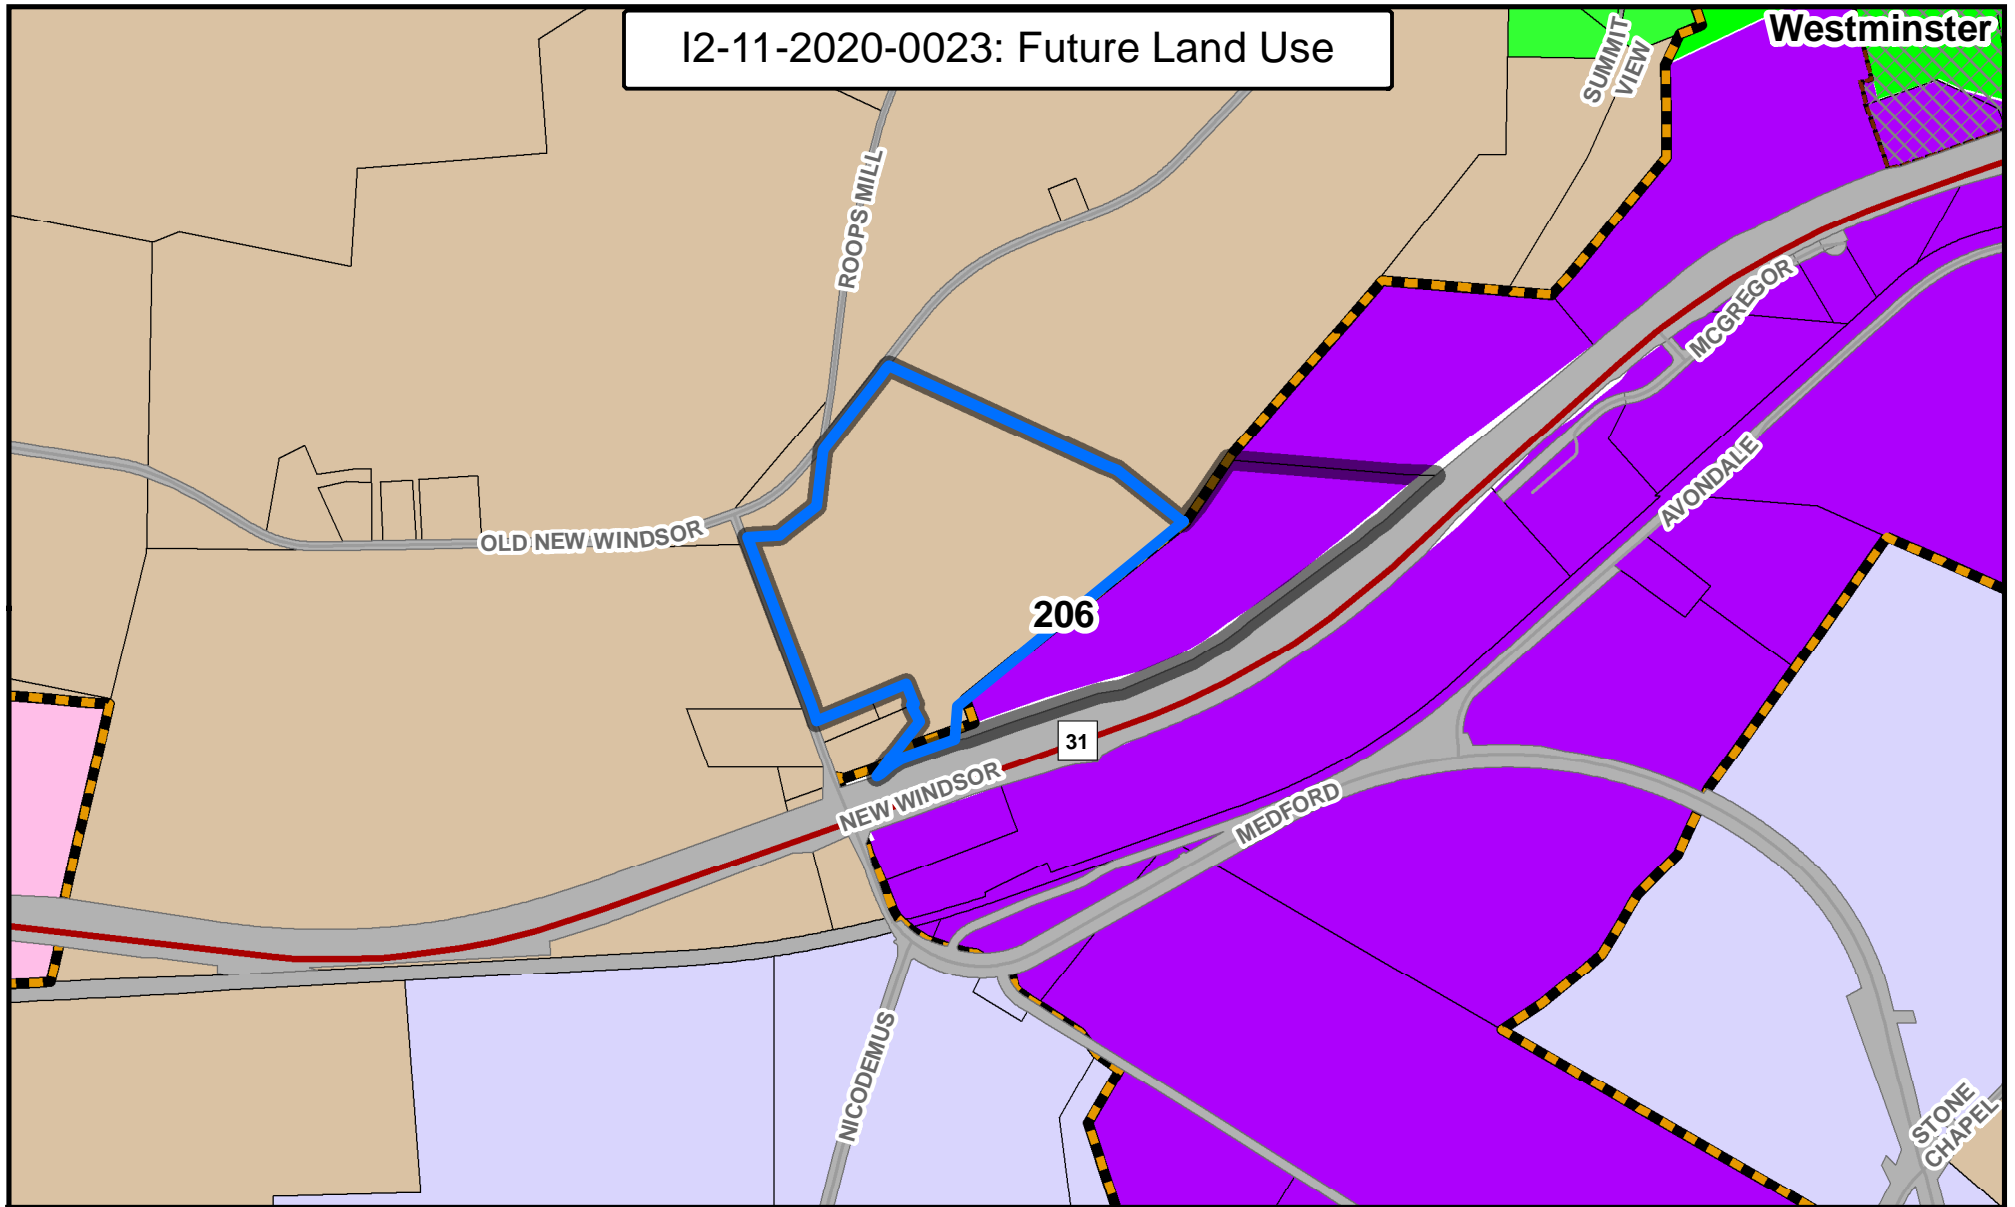 I2-11-2020-0023: Future Land Use
Westminster
SUMMIT
VIEW
ROOPS MILL
MCGREGOR
AVONDALE
OLD NEW WINDSOR
206
31
NEW WINDSOR
MEDFORD
NICODEMUS
STONE
CHAPEL